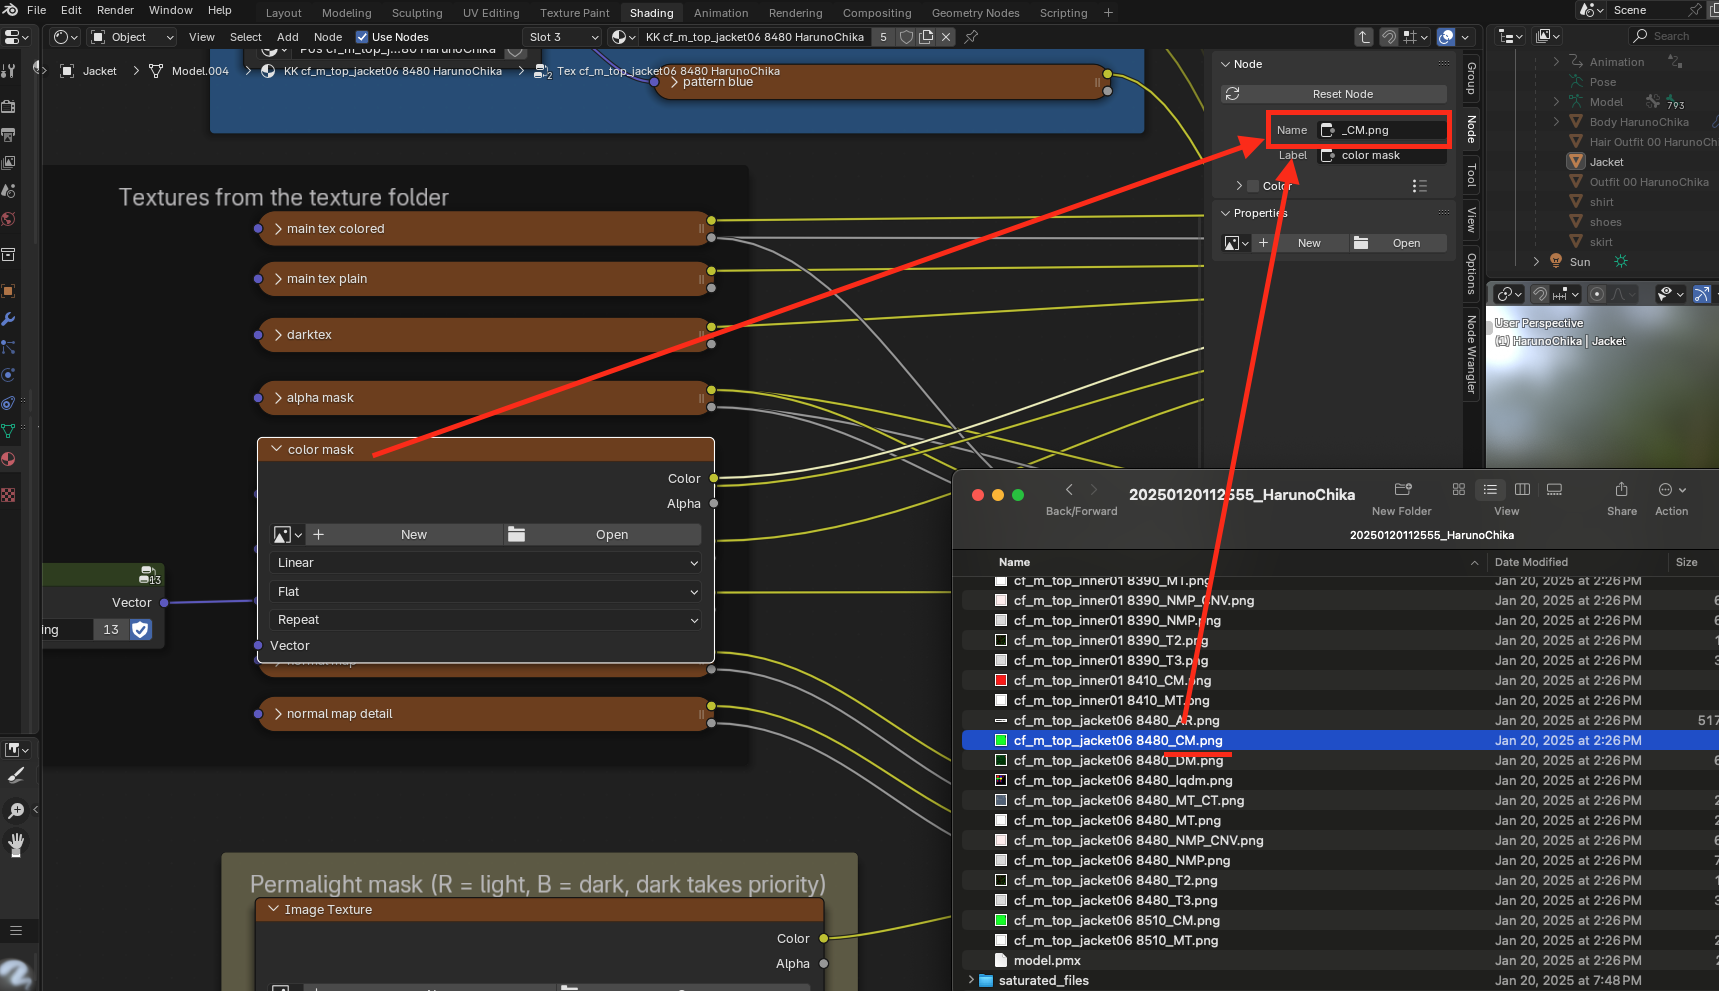 File Edit Render Window Help Layout Modeling Sculpting UV Editing Texture Paint Shading Animation Rendering Compositing Geometry Nodes Scripting + Scene
Object View Select Add Node Use Nodes Slot 3 KK cf_m_top_jacket06 8480 HarunoChika 5 Search
Jacket > Model.004 > KK cf_m_top_jacket06 8480 HarunoChika > Tex cf_m_top_jacket06 8480 HarunoChika
2
pattern blue
Textures from the texture folder
main tex colored
main tex plain
darktex
alpha mask
color mask
Color
Alpha
New Open
Linear
Flat
Repeat
Vector
13
Vector
ing 13
normal map
normal map detail
Permalight mask (R = light, B = dark, dark takes priority)
Image Texture
Color
Alpha
Node
Reset Node
Name _CM.png
Label color mask
Color
Properties
New Open
Group
Node
Tool
View
Options
Node Wrangler
Animation
Pose
Model 793
Body HarunoChika
Hair Outfit 00 HarunoCh
Jacket
Outfit 00 HarunoChika
shirt
shoes
skirt
Sun
User Perspective
(1) HarunoChika | Jacket
20250120112555_HarunoChika
Back/Forward New Folder View Share Action
20250120112555_HarunoChika
Name Date Modified Size
cf_m_top_inner01 8390_MT.png Jan 20, 2025 at 2:26 PM
cf_m_top_inner01 8390_NMP_CNV.png Jan 20, 2025 at 2:26 PM 6
cf_m_top_inner01 8390_NMP.png Jan 20, 2025 at 2:26 PM 6
cf_m_top_inner01 8390_T2.png Jan 20, 2025 at 2:26 PM 1
cf_m_top_inner01 8390_T3.png Jan 20, 2025 at 2:26 PM 3
cf_m_top_inner01 8410_CM.png Jan 20, 2025 at 2:26 PM
cf_m_top_inner01 8410_MT.png Jan 20, 2025 at 2:26 PM
cf_m_top_jacket06 8480_AR.png Jan 20, 2025 at 2:26 PM 517
cf_m_top_jacket06 8480_CM.png Jan 20, 2025 at 2:26 PM
cf_m_top_jacket06 8480_DM.png Jan 20, 2025 at 2:26 PM 6
cf_m_top_jacket06 8480_lqdm.png Jan 20, 2025 at 2:26 PM
cf_m_top_jacket06 8480_MT_CT.png Jan 20, 2025 at 2:26 PM 2
cf_m_top_jacket06 8480_MT.png Jan 20, 2025 at 2:26 PM 2
cf_m_top_jacket06 8480_NMP_CNV.png Jan 20, 2025 at 2:26 PM 6
cf_m_top_jacket06 8480_NMP.png Jan 20, 2025 at 2:26 PM 7
cf_m_top_jacket06 8480_T2.png Jan 20, 2025 at 2:26 PM 2
cf_m_top_jacket06 8480_T3.png Jan 20, 2025 at 2:26 PM 3
cf_m_top_jacket06 8510_CM.png Jan 20, 2025 at 2:26 PM
cf_m_top_jacket06 8510_MT.png Jan 20, 2025 at 2:26 PM
model.pmx Jan 20, 2025 at 2:26 PM 2
saturated_files Jan 20, 2025 at 7:48 PM